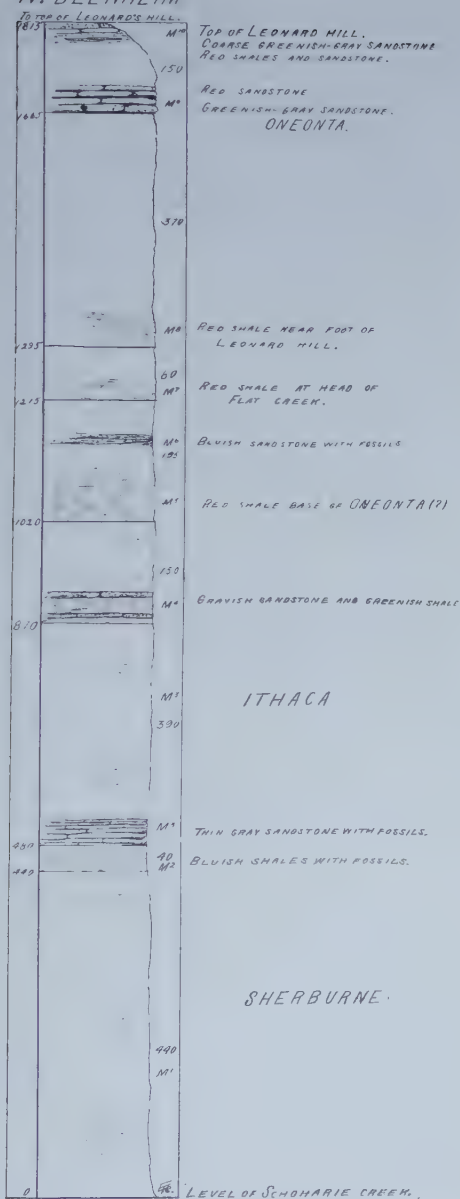 TO TOP OF LEONARD'S HILL.
1815
M¹⁰
TOP OF LEONARD HILL.
COARSE GREENISH-GRAY SANDSTONE
RED SHALES AND SANDSTONE.
150
M⁹
RED SANDSTONE
GREENISH-GRAY SANDSTONE.
1665
ONEONTA.
370
M⁸
RED SHALE NEAR FOOT OF
LEONARD HILL.
1295
60
M⁷
RED SHALE AT HEAD OF
FLAT CREEK.
1215
M⁶
BLUISH SANDSTONE WITH FOSSILS
195
M⁵
RED SHALE BASE OF ONEONTA (?)
1020
150
M⁴
GRAYISH SANDSTONE AND GREENISH SHALE
870
ITHACA
390
THIN GRAY SANDSTONE WITH FOSSILS.
480
40
M²
BLUISH SHALES WITH FOSSILS.
440
SHERBURNE.
440
M¹
0
LEVEL OF SCHOHARIE CREEK.